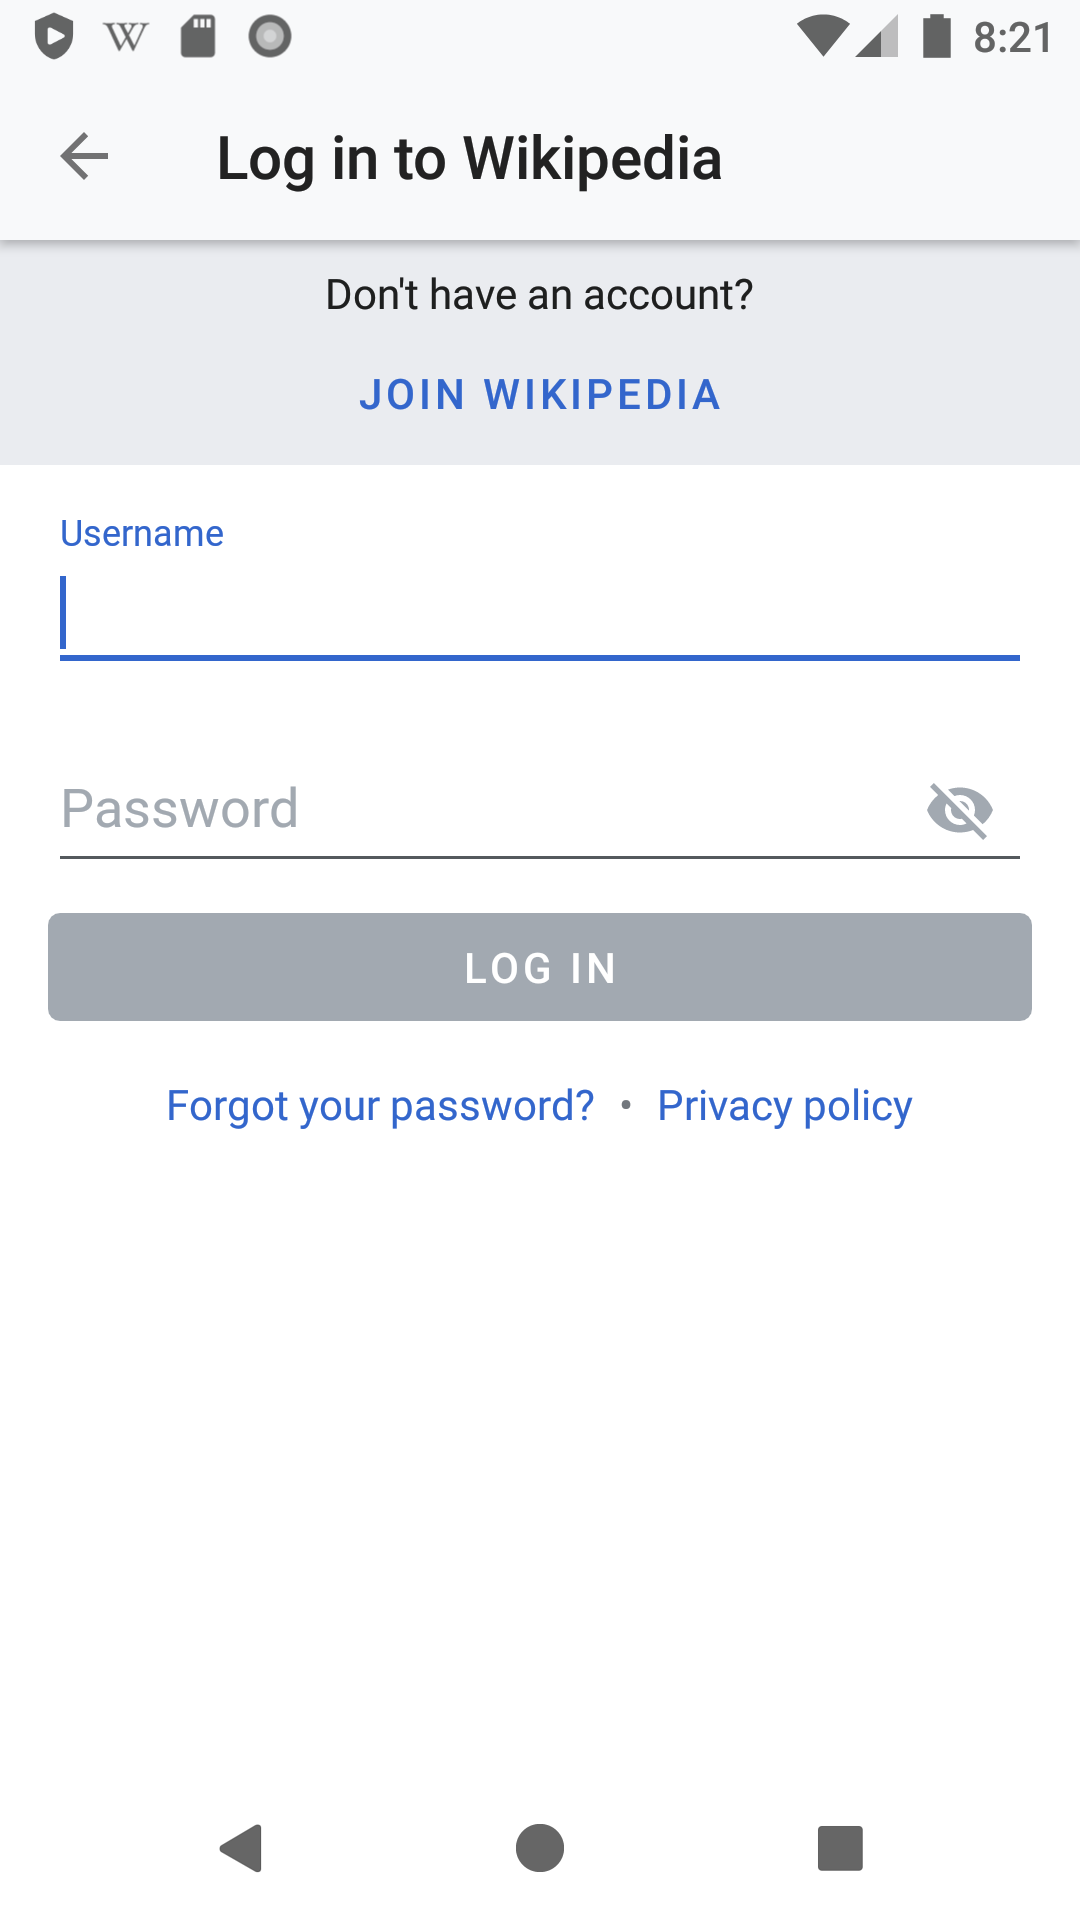 W 8:21
Log in to Wikipedia
Don't have an account?
JOIN WIKIPEDIA
Username
Password
LOG IN
Forgot your password? • Privacy policy